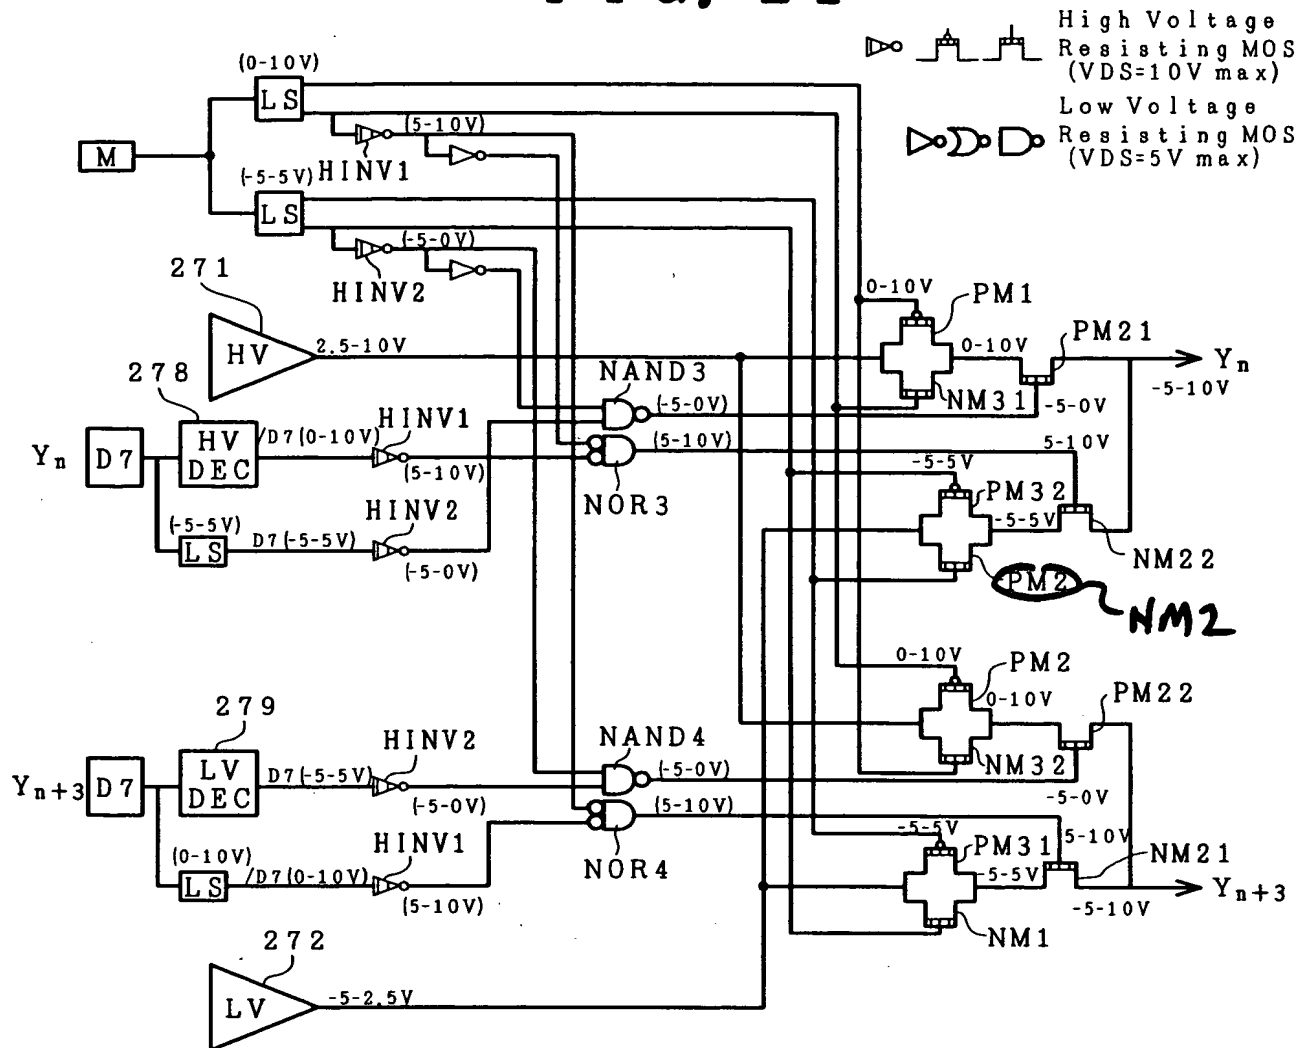 High Voltage
Resisting MOS
(VDS=10V max)
Low Voltage
Resisting MOS
(VDS=5V max)
(0-10V)
LS
(5-10V)
HINV1
M
(-5-5V)
LS
(-5-0V)
HINV2
271
HV
2.5-10V
0-10V
PM1
0-10V
PM21
Yn
-5-10V
NM31
-5-0V
278
NAND3
(-5-0V)
Yn
D7
HV
DEC
/D7(0-10V)
HINV1
(5-10V)
(5-10V)
5-10V
NOR3
-5-5V
PM32
-5-5V
NM22
(-5-5V)
LS
D7(-5-5V)
HINV2
(-5-0V)
PM2
NM2
0-10V
PM2
0-10V
PM22
NM32
-5-0V
279
NAND4
(-5-0V)
Yn+3
D7
LV
DEC
D7(-5-5V)
HINV2
(-5-0V)
(5-10V)
5-10V
NOR4
-5-5V
PM31
-5-5V
NM21
Yn+3
-5-10V
(0-10V)
LS
/D7(0-10V)
HINV1
(5-10V)
NM1
272
LV
-5-2.5V